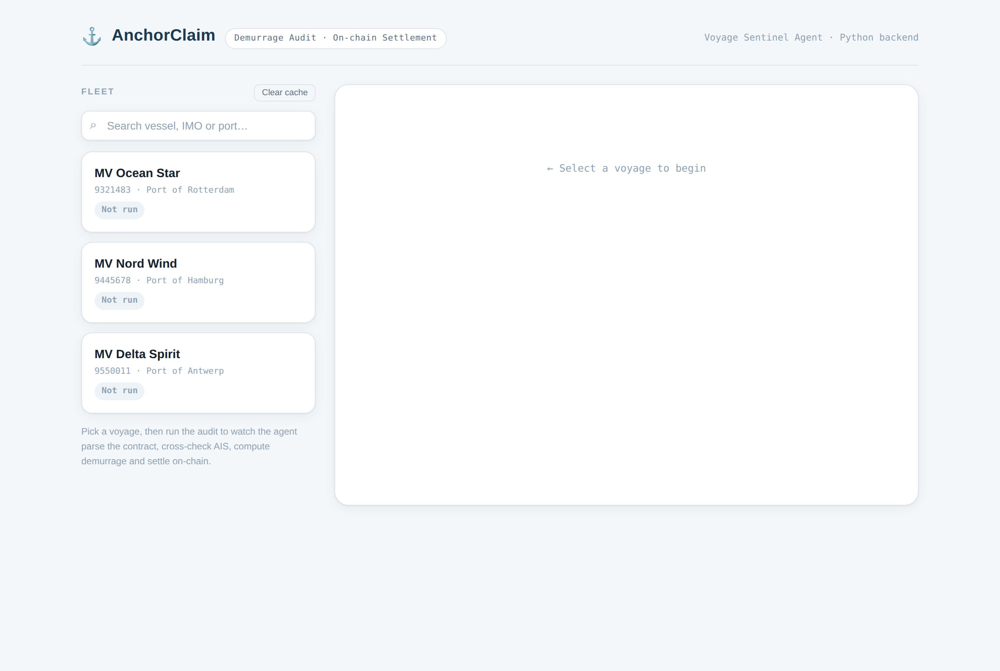 ⚓ AnchorClaim
Demurrage Audit · On-chain Settlement
Voyage Sentinel Agent · Python backend
FLEET
Clear cache
Search vessel, IMO or port…
MV Ocean Star
9321483 · Port of Rotterdam
Not run
MV Nord Wind
9445678 · Port of Hamburg
Not run
MV Delta Spirit
9550011 · Port of Antwerp
Not run
Pick a voyage, then run the audit to watch the agent
parse the contract, cross-check AIS, compute
demurrage and settle on-chain.
← Select a voyage to begin